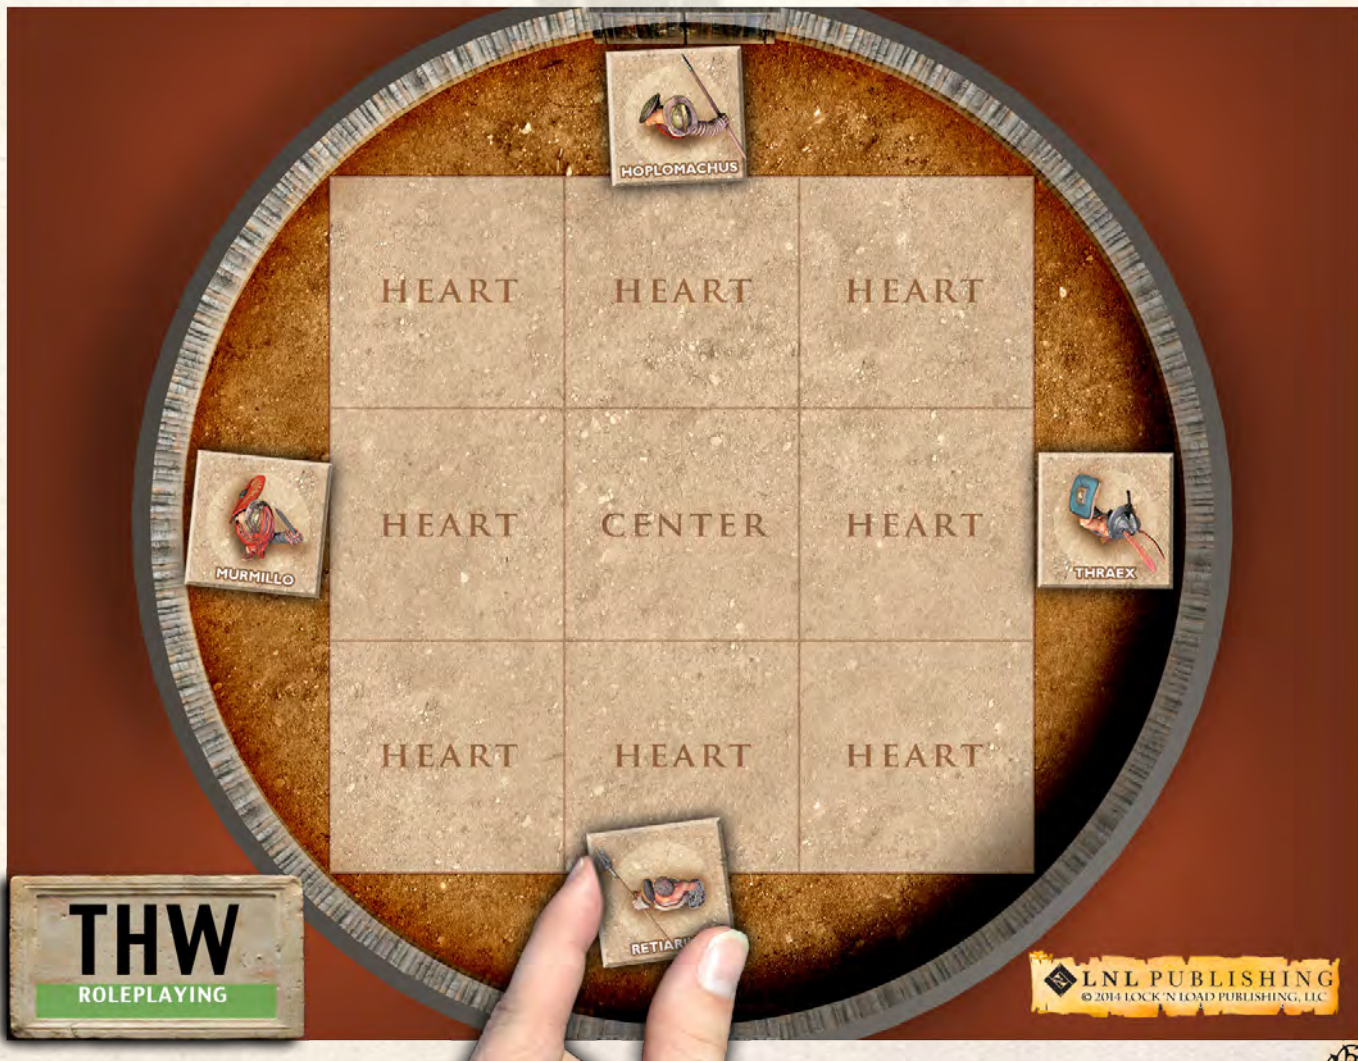 HOPLOMACHUS
HEART HEART HEART
MURMILLO
HEART CENTER HEART
THRAEX
HEART HEART HEART
THW
ROLEPLAYING
LNL PUBLISHING
© 2014 LOCK 'N LOAD PUBLISHING, LLC